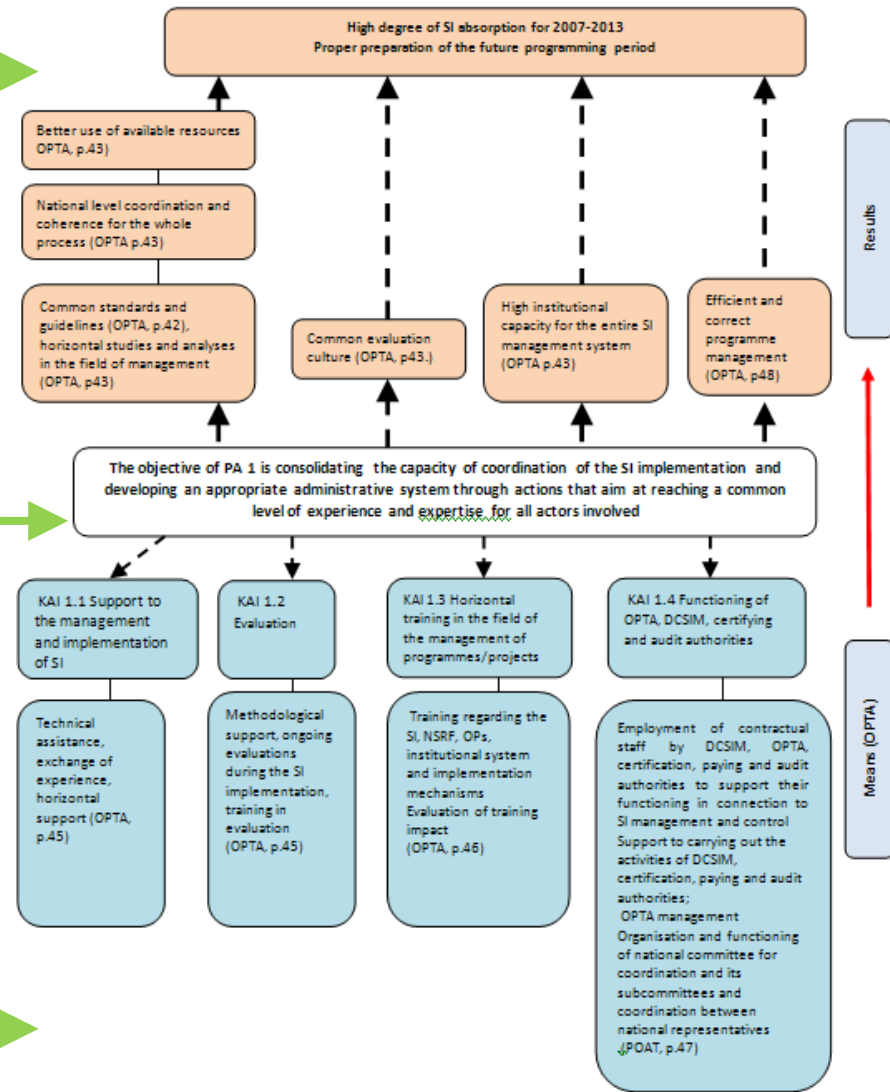 High degree of SI absorption for 2007-2013
Proper preparation of the future programming period
Better use of available resources
OPTA, p.43)
National level coordination and
coherence for the whole
process (OPTA p.43)
Common standards and
guidelines (OPTA, p.42),
horizontal studies and analyses
in the field of management
(OPTA, p43)
Common evaluation
culture (OPTA, p43.)
High institutional
capacity for the entire SI
management system
(OPTA p.43)
Efficient and
correct
programme
management
(OPTA, p48)
Results
The objective of PA 1 is consolidating the capacity of coordination of the SI implementation and
developing an appropriate administrative system through actions that aim at reaching a common
level of experience and expertise for all actors involved
KAI 1.1 Support to
the management
and implementation
of SI
KAI 1.2
Evaluation
KAI 1.3 Horizontal
training in the field of
the management of
programmes/projects
KAI 1.4 Functioning of
OPTA, DCSIM, certifying
and audit authorities
Technical
assistance,
exchange of
experience,
horizontal
support (OPTA,
p.45)
Methodological
support, ongoing
evaluations
during the SI
implementation,
training in
evaluation
(OPTA, p.45)
Training regarding the
SI, NSRF, OPs,
institutional system
and implementation
mechanisms
Evaluation of training
impact
(OPTA, p.46)
Employment of contractual
staff by DCSIM, OPTA,
certification, paying and audit
authorities to support their
functioning in connection to
SI management and control
Support to carrying out the
activities of DCSIM,
certification, paying and audit
authorities;
OPTA management
Organisation and functioning
of national committee for
coordination and its
subcommittees and
coordination between
national representatives
.(POAT, p.47)
Means (OPTA)